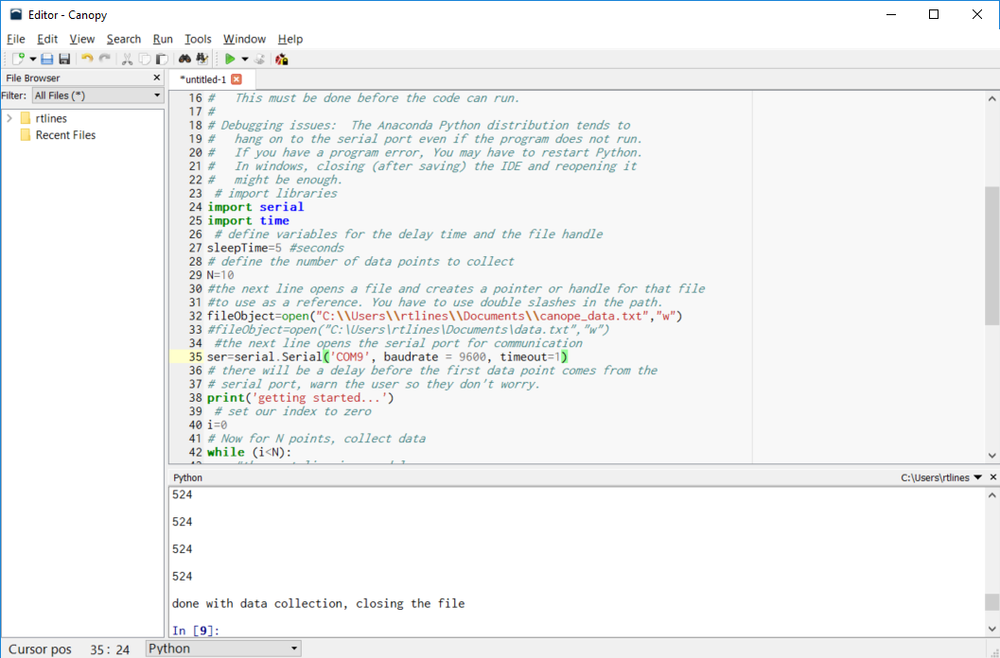 Editor - Canopy
File Edit View Search Run Tools Window Help
File Browser
Filter: All Files (*)
rtlines
Recent Files
*untitled-1
16 #   This must be done before the code can run.
17 #
18 # Debugging issues:  The Anaconda Python distribution tends to
19 #   hang on to the serial port even if the program does not run.
20 #   If you have a program error, You may have to restart Python.
21 #   In windows, closing (after saving) the IDE and reopening it
22 #   might be enough.
23  # import libraries
24 import serial
25 import time
26  # define variables for the delay time and the file handle
27 sleepTime=5 #seconds
28 # define the number of data points to collect
29 N=10
30 #the next line opens a file and creates a pointer or handle for that file
31 #to use as a reference. You have to use double slashes in the path.
32 fileObject=open("C:\\Users\\rtlines\\Documents\\canope_data.txt","w")
33 #fileObject=open("C:\Users\rtlines\Documents\data.txt","w")
34  #the next line opens the serial port for communication
35 ser=serial.Serial('COM9', baudrate = 9600, timeout=1)
36 # there will be a delay before the first data point comes from the
37 # serial port, warn the user so they don't worry.
38 print('getting started...')
39  # set our index to zero
40 i=0
41 # Now for N points, collect data
42 while (i<N):
Python C:\Users\rtlines
524
524
524
524
done with data collection, closing the file
In [9]:
Cursor pos 35 : 24 Python